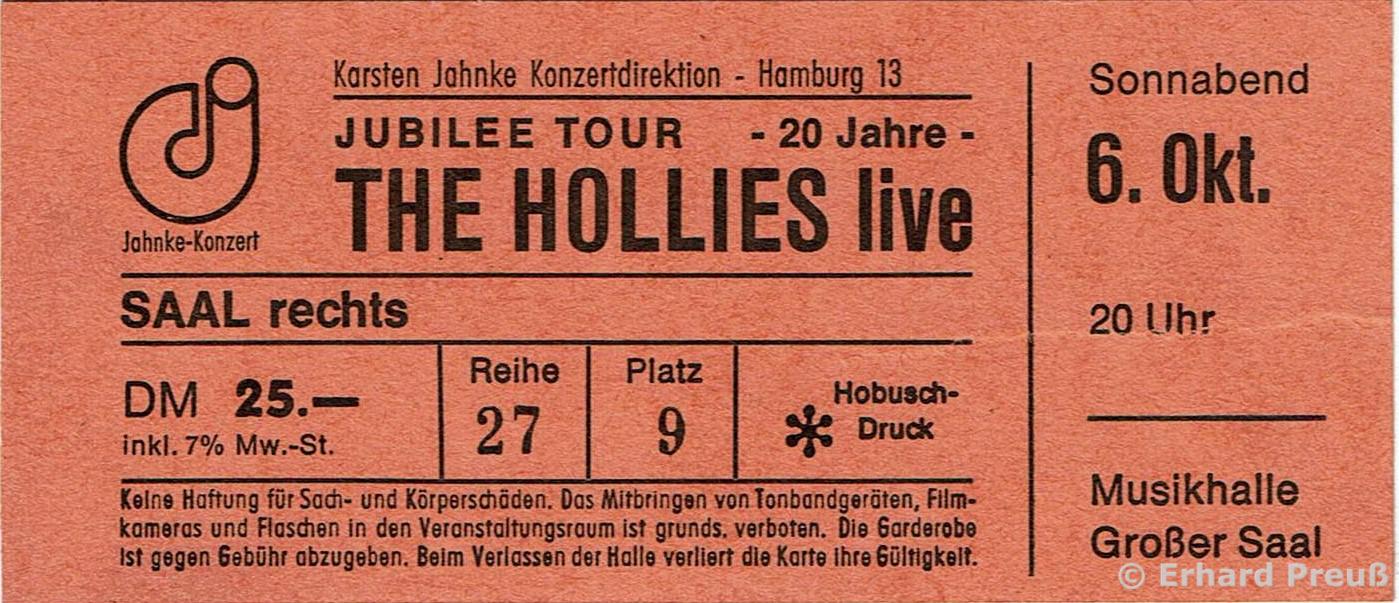 Karsten Jahnke Konzertdirektion - Hamburg 13
JUBILEE TOUR - 20 Jahre -
THE HOLLIES live
Jahnke-Konzert
SAAL rechts
DM 25.—
inkl. 7% Mw.-St.
Reihe
27
Platz
9
Hobusch-
Druck
Keine Haftung für Sach- und Körperschäden. Das Mitbringen von Tonbandgeräten, Film-
kameras und Flaschen in den Veranstaltungsraum ist grunds. verboten. Die Garderobe
ist gegen Gebühr abzugeben. Beim Verlassen der Halle verliert die Karte ihre Gültigkeit.
Sonnabend
6. Okt.
20 Uhr
Musikhalle
Großer Saal
© Erhard Preuß